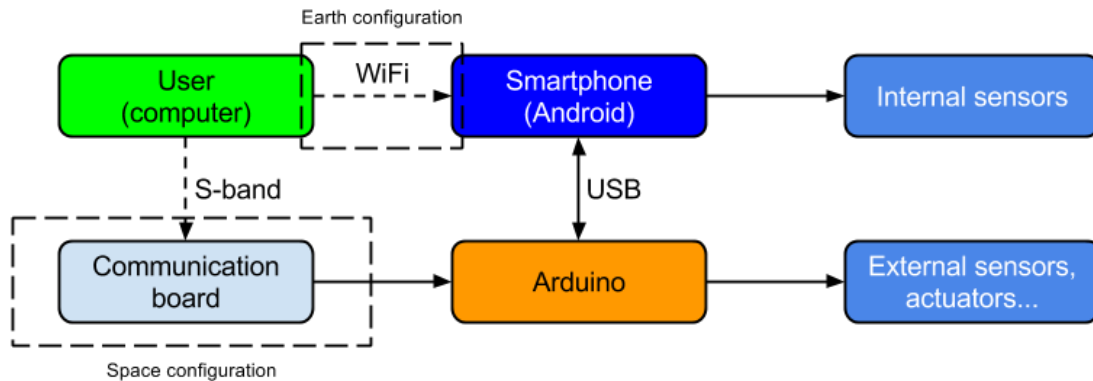 Earth configuration
User
(computer)
WiFi
Smartphone
(Android)
Internal sensors
S-band
USB
Communication
board
Arduino
External sensors,
actuators...
Space configuration